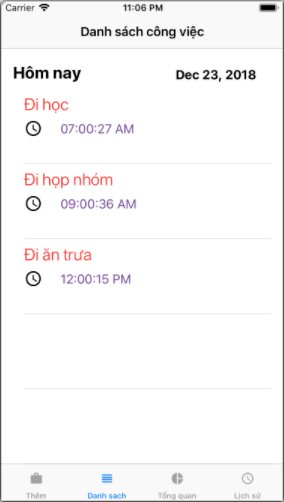 Carrier 11:06 PM
Danh sách công việc
Hôm nay Dec 23, 2018
Đi học
07:00:27 AM
Đi họp nhóm
09:00:36 AM
Đi ăn trưa
12:00:15 PM
Thêm Danh sach Tổng quan Lịch sử